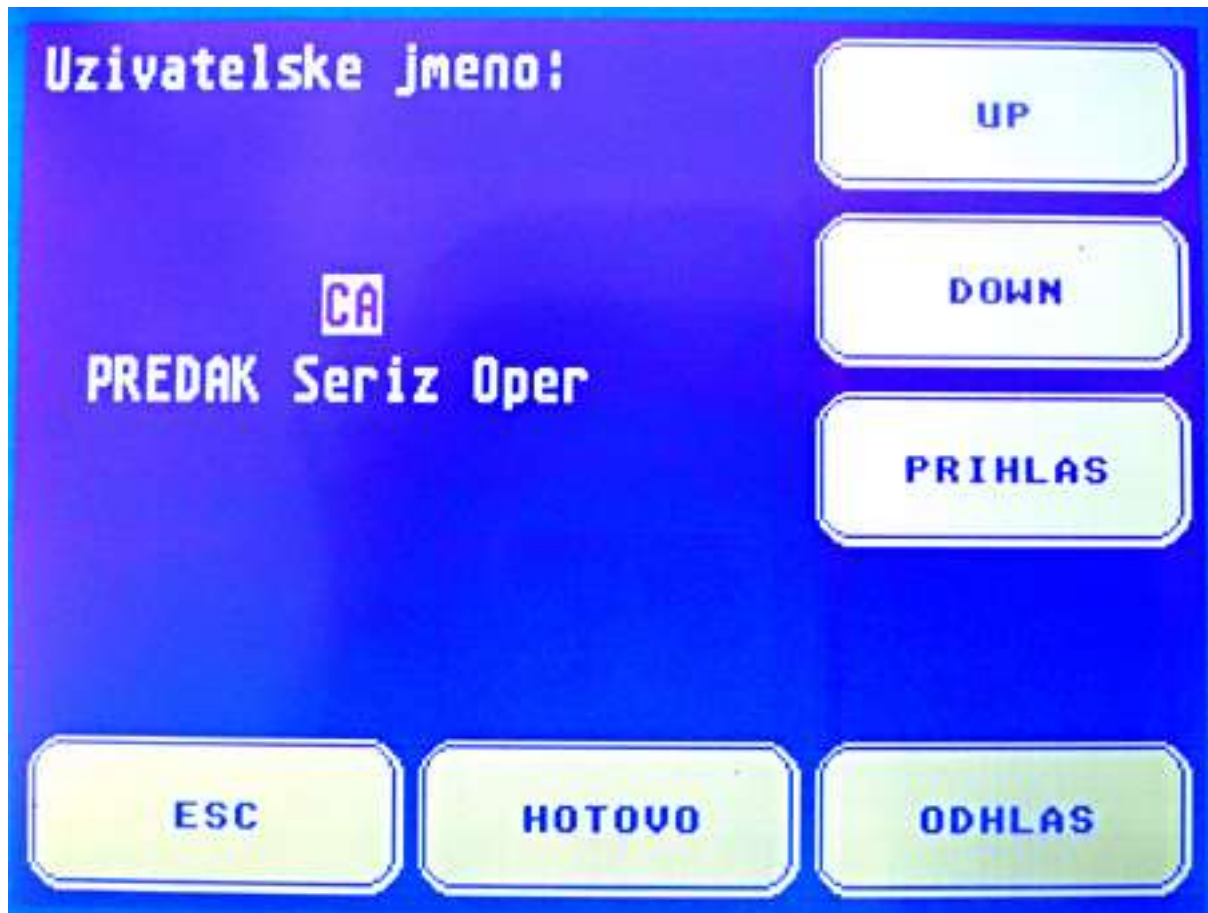 Uzivatelske jmeno:
UP
DOWN
CA
PREDAK Seriz Oper
PRIHLAS
ESC
HOTOVO
ODHLAS